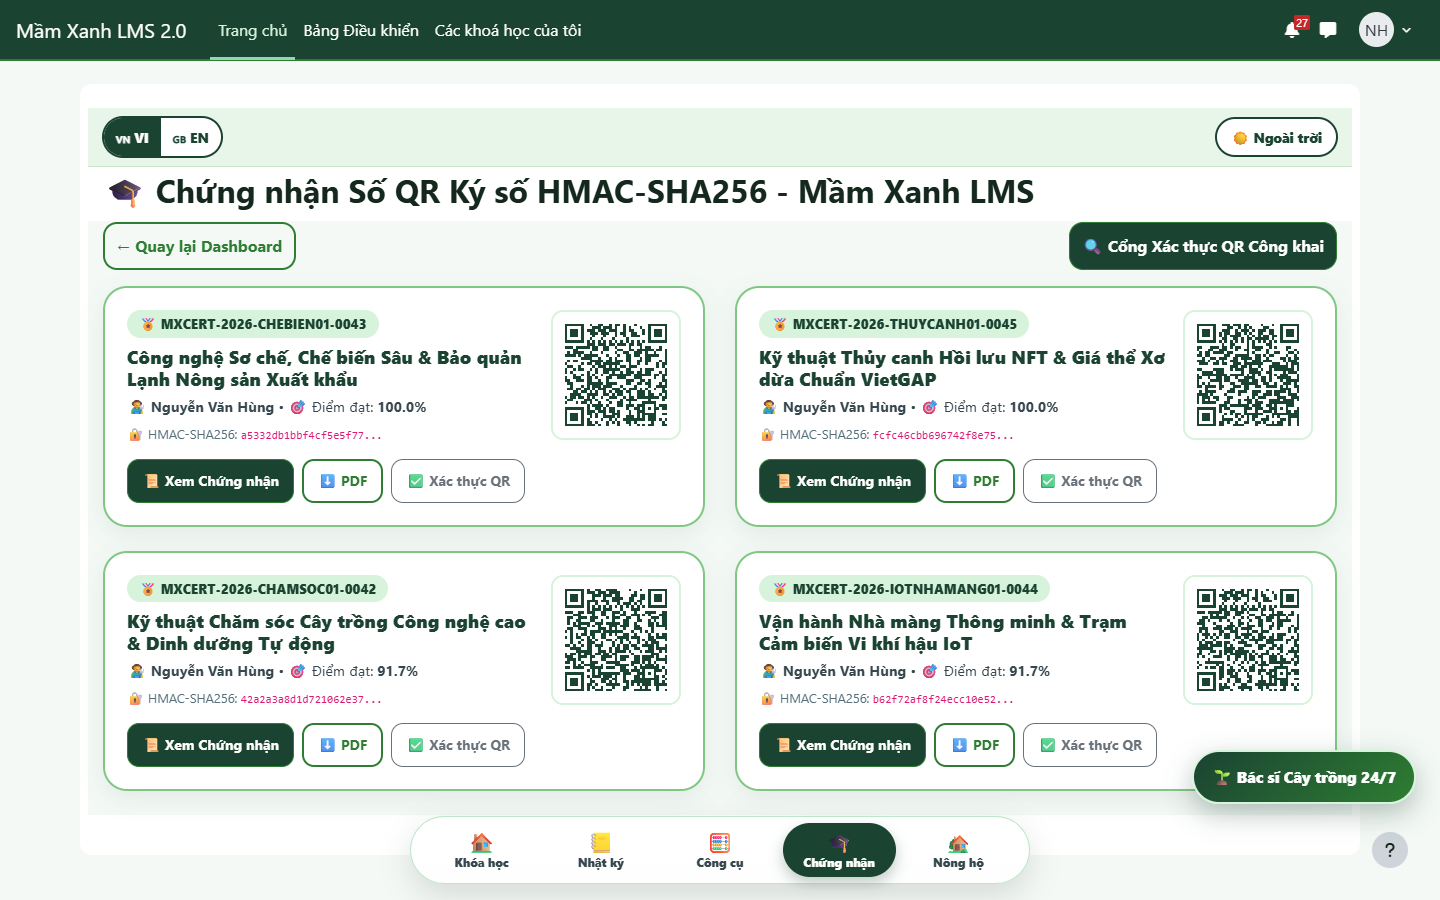 Mầm Xanh LMS 2.0
Trang chủ
Bảng Điều khiển
Các khoá học của tôi
27
NH
VN VI
GB EN
Ngoài trời
Chứng nhận Số QR Ký số HMAC-SHA256 - Mầm Xanh LMS
← Quay lại Dashboard
Cổng Xác thực QR Công khai
MXCERT-2026-CHEBIEN01-0043
Công nghệ Sơ chế, Chế biến Sâu & Bảo quản
Lạnh Nông sản Xuất khẩu
Nguyễn Văn Hùng • Điểm đạt: 100.0%
HMAC-SHA256: a5332db1bbf4cf5e5f77...
Xem Chứng nhận
PDF
Xác thực QR
MXCERT-2026-THUYCANH01-0045
Kỹ thuật Thủy canh Hồi lưu NFT & Giá thể Xơ
dừa Chuẩn VietGAP
Nguyễn Văn Hùng • Điểm đạt: 100.0%
HMAC-SHA256: fcfc46cbb696742f8e75...
Xem Chứng nhận
PDF
Xác thực QR
MXCERT-2026-CHAMSOC01-0042
Kỹ thuật Chăm sóc Cây trồng Công nghệ cao
& Dinh dưỡng Tự động
Nguyễn Văn Hùng • Điểm đạt: 91.7%
HMAC-SHA256: 42a2a3a8d1d721062e37...
Xem Chứng nhận
PDF
Xác thực QR
MXCERT-2026-IOTNHAMANG01-0044
Vận hành Nhà màng Thông minh & Trạm
Cảm biến Vi khí hậu IoT
Nguyễn Văn Hùng • Điểm đạt: 91.7%
HMAC-SHA256: b62f72af8f24ecc10e52...
Xem Chứng nhận
PDF
Xác thực QR
Bác sĩ Cây trồng 24/7
Khóa học
Nhật ký
Công cụ
Chứng nhận
Nông hộ
?